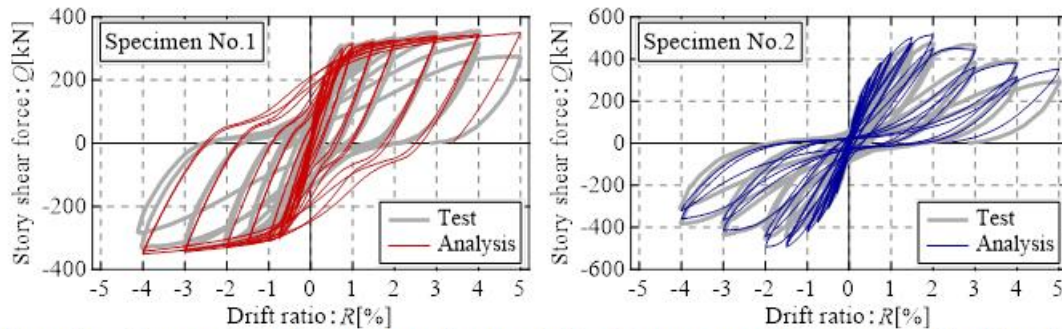 400
200
0
-200
-400
Story shear force: Q[kN]
Specimen No.1
Test
Analysis
-5 -4 -3 -2 -1 0 1 2 3 4 5
Drift ratio: R[%]
600
400
200
0
-200
-400
-600
Story shear force: Q[kN]
Specimen No.2
Test
Analysis
-5 -4 -3 -2 -1 0 1 2 3 4 5
Drift ratio: R[%]